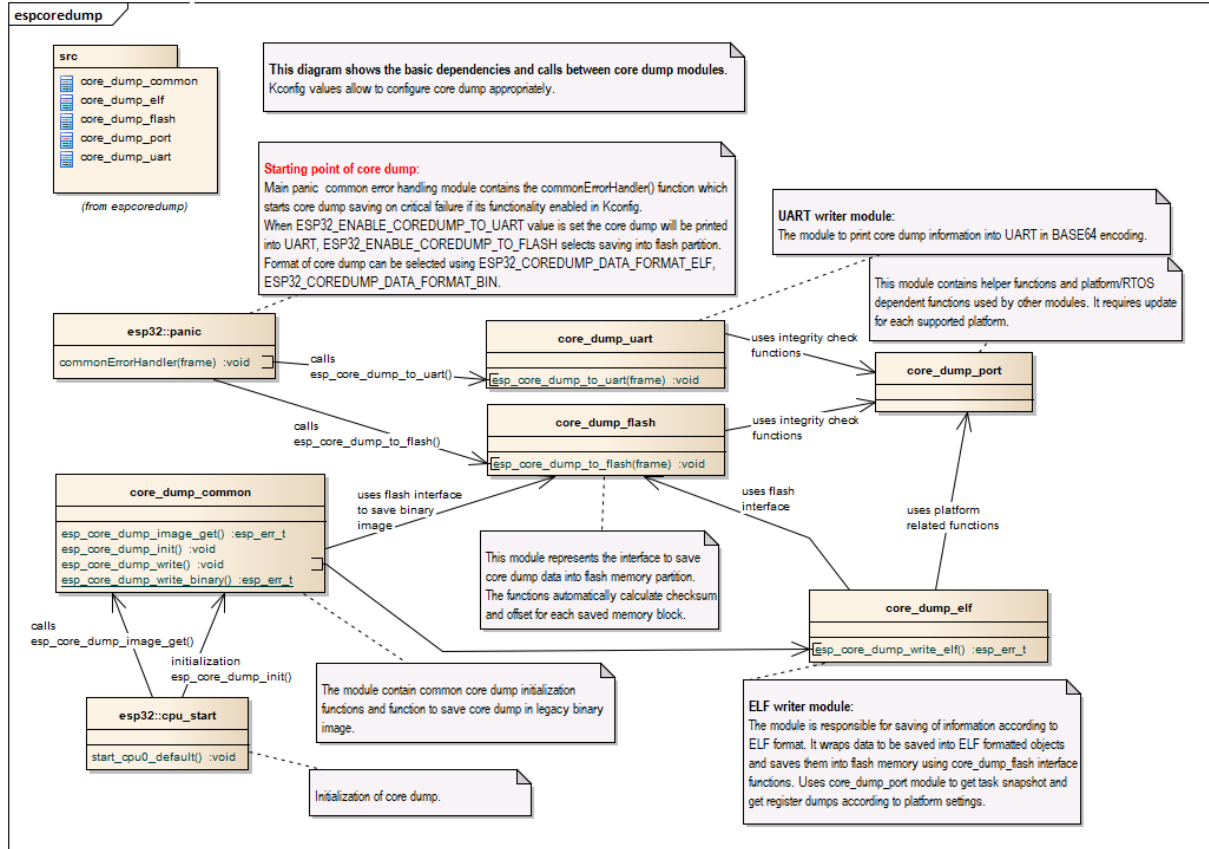 espcoredump
src
core_dump_common
core_dump_elf
core_dump_flash
core_dump_port
core_dump_uart
(from espcoredump)
This diagram shows the basic dependencies and calls between core dump modules.
Kconfig values allow to configure core dump appropriately.
Starting point of core dump:
Main panic common error handling module contains the commonErrorHandler() function which
starts core dump saving on critical failure if its functionality enabled in Kconfig.
When ESP32_ENABLE_COREDUMP_TO_UART value is set the core dump will be printed
into UART, ESP32_ENABLE_COREDUMP_TO_FLASH selects saving into flash partition.
Format of core dump can be selected using ESP32_COREDUMP_DATA_FORMAT_ELF,
ESP32_COREDUMP_DATA_FORMAT_BIN.
UART writer module:
The module to print core dump information into UART in BASE64 encoding.
This module contains helper functions and platform/RTOS
dependent functions used by other modules. It requires update
for each supported platform.
esp32::panic
commonErrorHandler(frame) :void
calls
esp_core_dump_to_uart()
core_dump_uart
esp_core_dump_to_uart(frame) :void
uses integrity check
functions
core_dump_port
calls
esp_core_dump_to_flash()
core_dump_flash
esp_core_dump_to_flash(frame) :void
uses integrity check
functions
core_dump_common
esp_core_dump_image_get() :esp_err_t
esp_core_dump_init() :void
esp_core_dump_write() :void
esp_core_dump_write_binary() :esp_err_t
uses flash interface
to save binary
image
uses flash
interface
uses platform
related functions
This module represents the interface to save
core dump data into flash memory partition.
The functions automatically calculate checksum
and offset for each saved memory block.
core_dump_elf
esp_core_dump_write_elf() :esp_err_t
calls
esp_core_dump_image_get()
initialization
esp_core_dump_init()
The module contain common core dump initialization
functions and function to save core dump in legacy binary
image.
esp32::cpu_start
start_cpu0_default() :void
Initialization of core dump.
ELF writer module:
The module is responsible for saving of information according to
ELF format. It wraps data to be saved into ELF formatted objects
and saves them into flash memory using core_dump_flash interface
functions. Uses core_dump_port module to get task snapshot and
get register dumps according to platform settings.